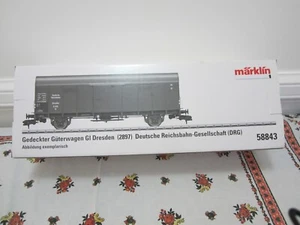 märklin
Gedeckter Güterwagen Gl Dresden (2897) Deutsche Reichsbahn-Gesellschaft (DRG)
Abbildung exemplarisch
58843